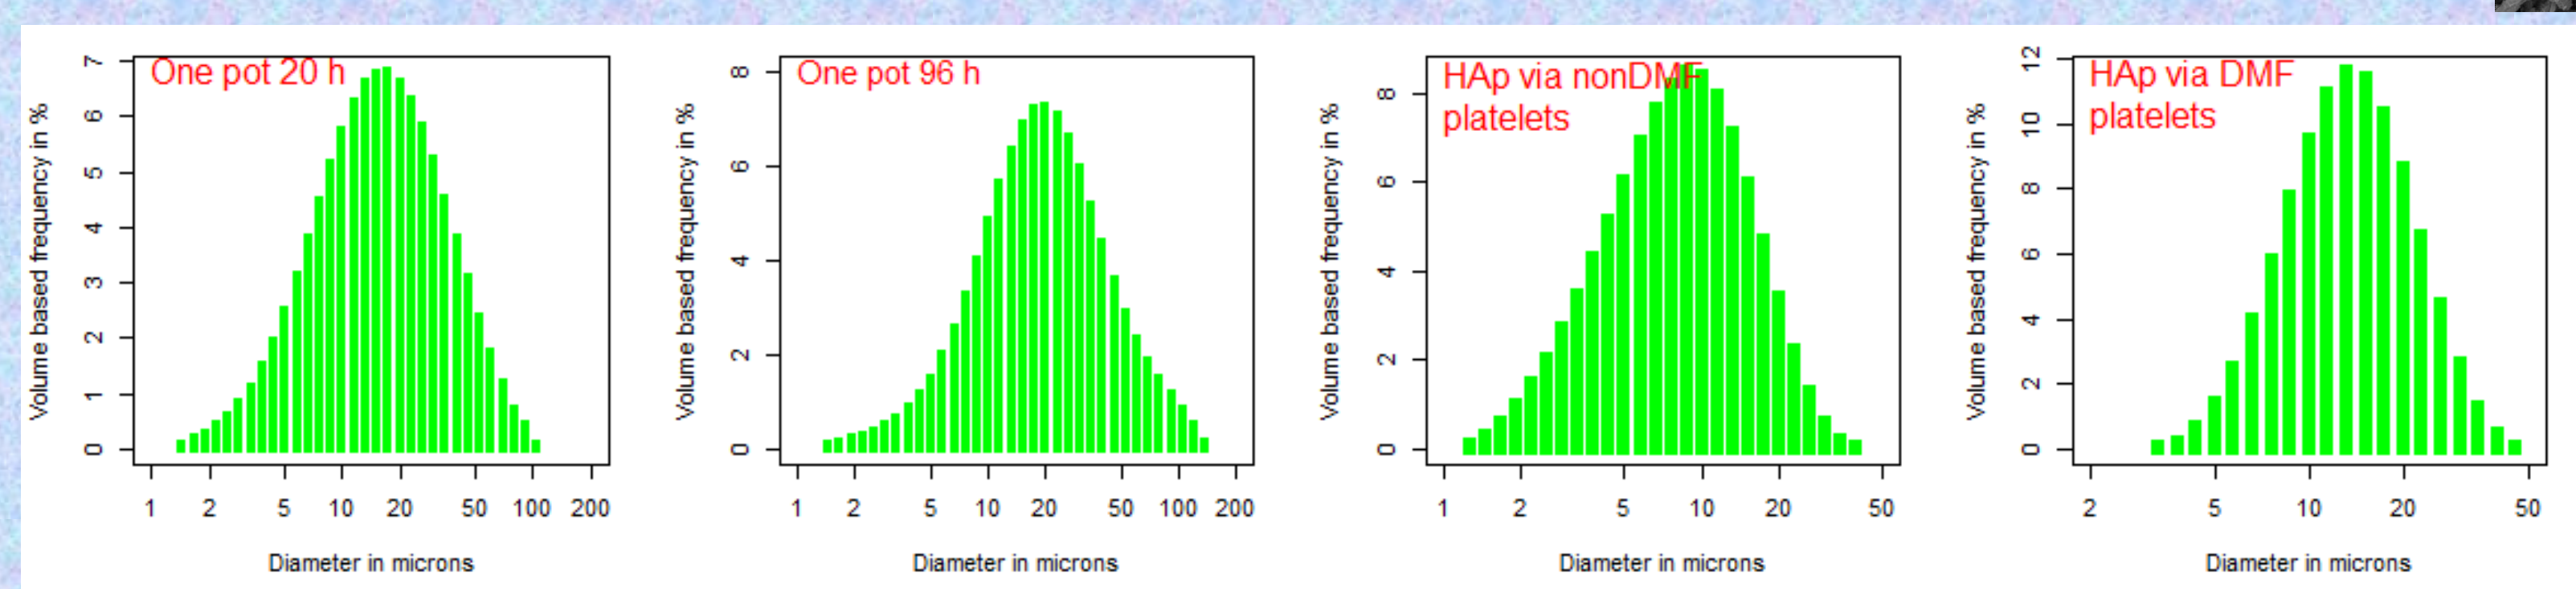 One pot 20 h
Volume based frequency in %
7
6
5
4
3
2
1
0
1 2 5 10 20 50 100 200
Diameter in microns
One pot 96 h
Volume based frequency in %
8
6
4
2
0
1 2 5 10 20 50 100 200
Diameter in microns
HAp via nonDMF
platelets
Volume based frequency in %
8
6
4
2
0
1 2 5 10 20 50
Diameter in microns
HAp via DMF
platelets
Volume based frequency in %
12
10
8
6
4
2
0
2 5 10 20 50
Diameter in microns